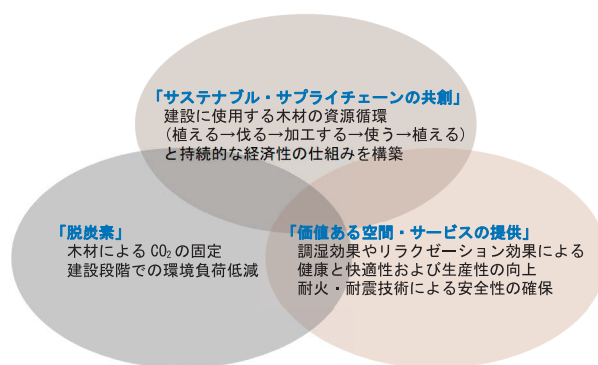 「サステナブル・サプライチェーンの共創」
建設に使用する木材の資源循環
（植える→伐る→加工する→使う→植える）
と持続的な経済性の仕組みを構築
「脱炭素」
木材によるCO₂の固定
建設段階での環境負荷低減
「価値ある空間・サービスの提供」
調湿効果やリラクゼーション効果による
健康と快適性および生産性の向上
耐火・耐震技術による安全性の確保